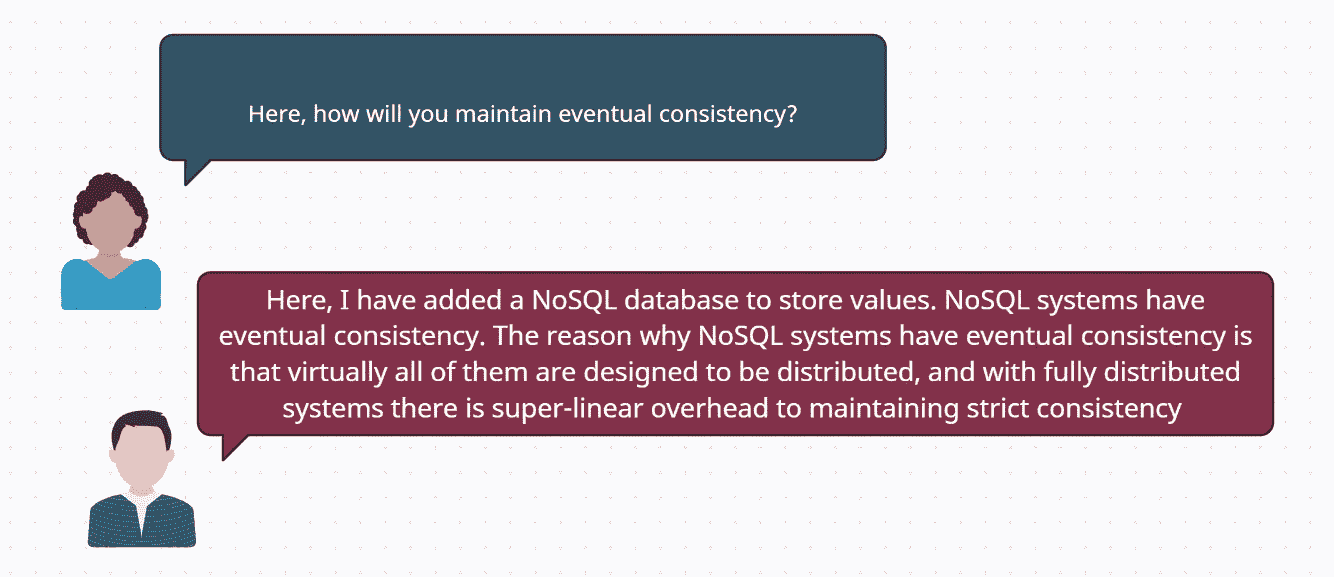 Here, how will you maintain eventual consistency?
Here, I have added a NoSQL database to store values. NoSQL systems have
eventual consistency. The reason why NoSQL systems have eventual consistency is
that virtually all of them are designed to be distributed, and with fully distributed
systems there is super-linear overhead to maintaining strict consistency